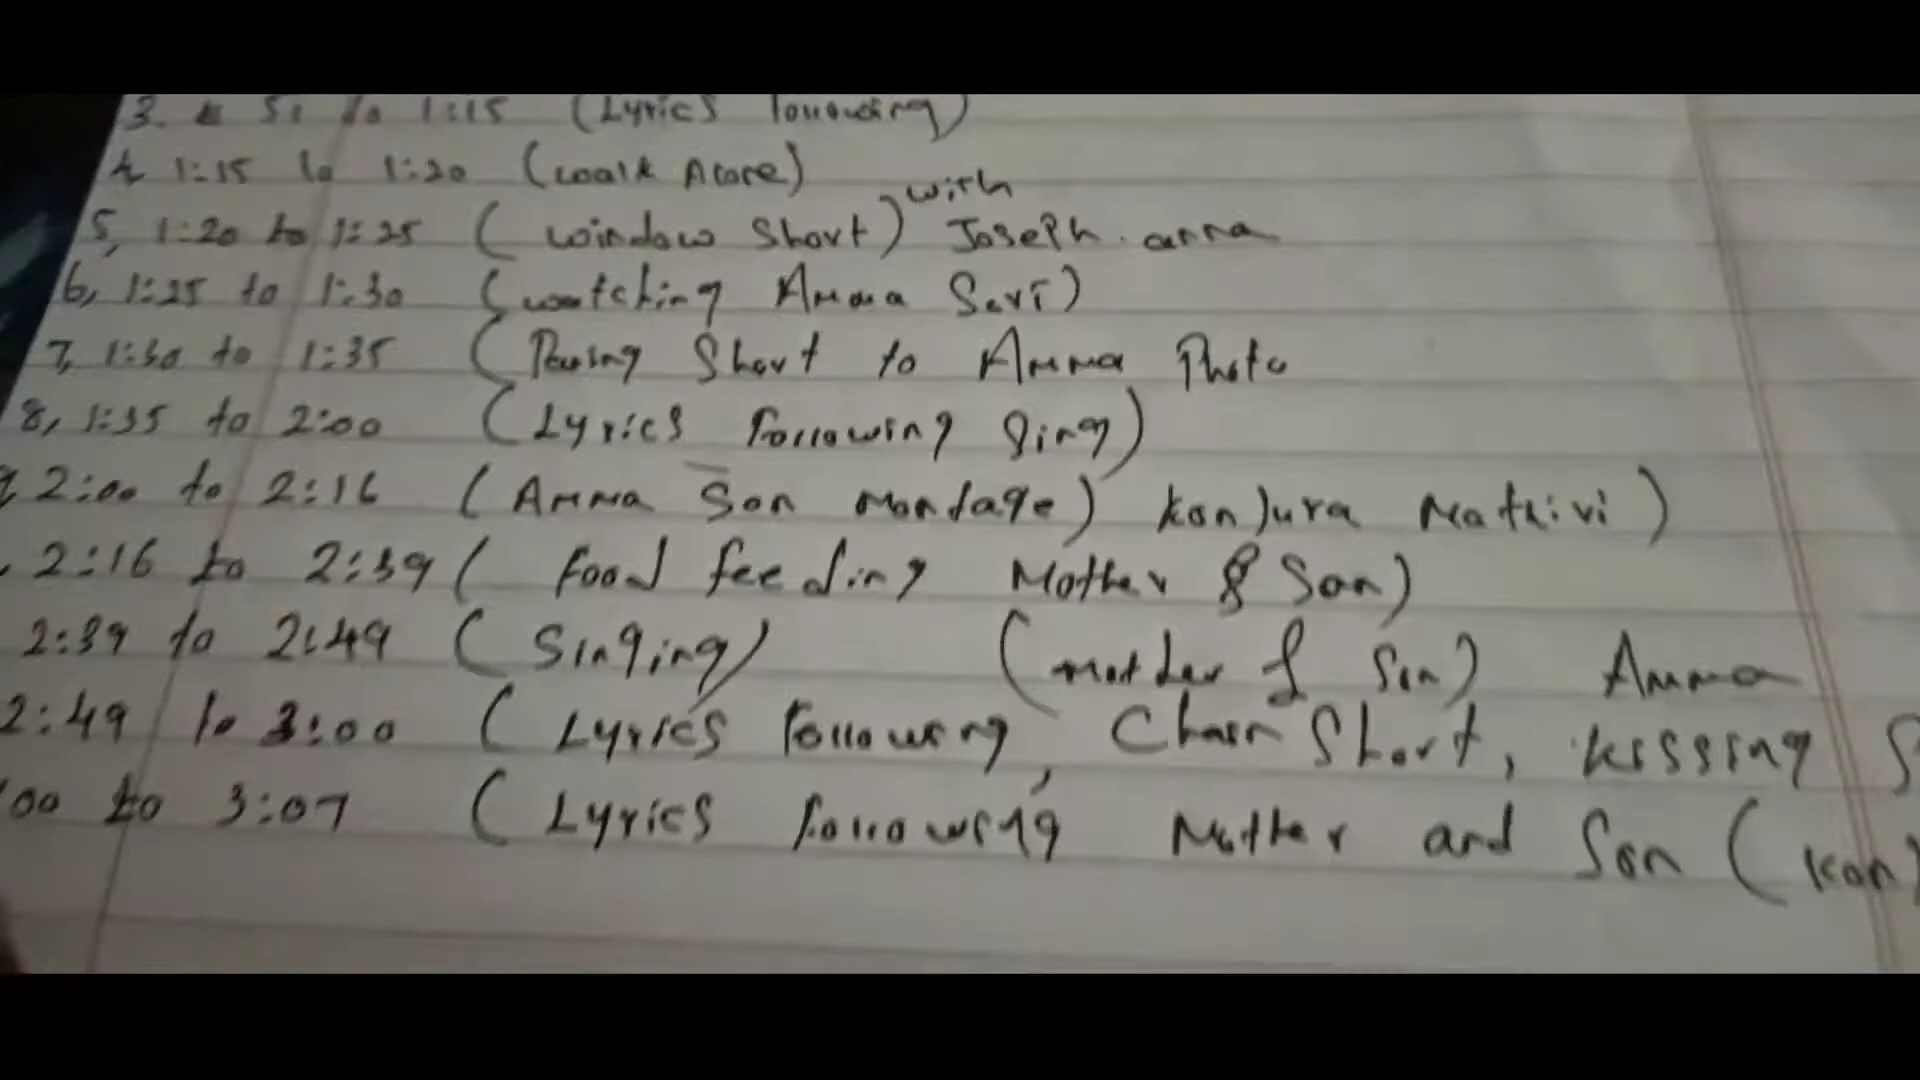 3. 51 to 1:15 (Lyrics following)
4, 1:15 to 1:20 (walk Acore)
5, 1:20 to 1:25 (window Short) with Joseph anna
6, 1:25 to 1:30 (watching Amma Sari)
7, 1:30 to 1:35 (Short to Amma Photo
8, 1:35 to 2:00 (Lyrics following Sing)
2:00 to 2:16 (Amma Son Montage) konjura Mathivi)
2:16 to 2:39 (food feeding Mother & Son)
2:39 to 2:49 (Singing) (mother & Son) Amma
2:49 to 3:00 (Lyrics following, Chair Short, kissing S
00 to 3:07 (Lyrics following Mother and Son (kon)